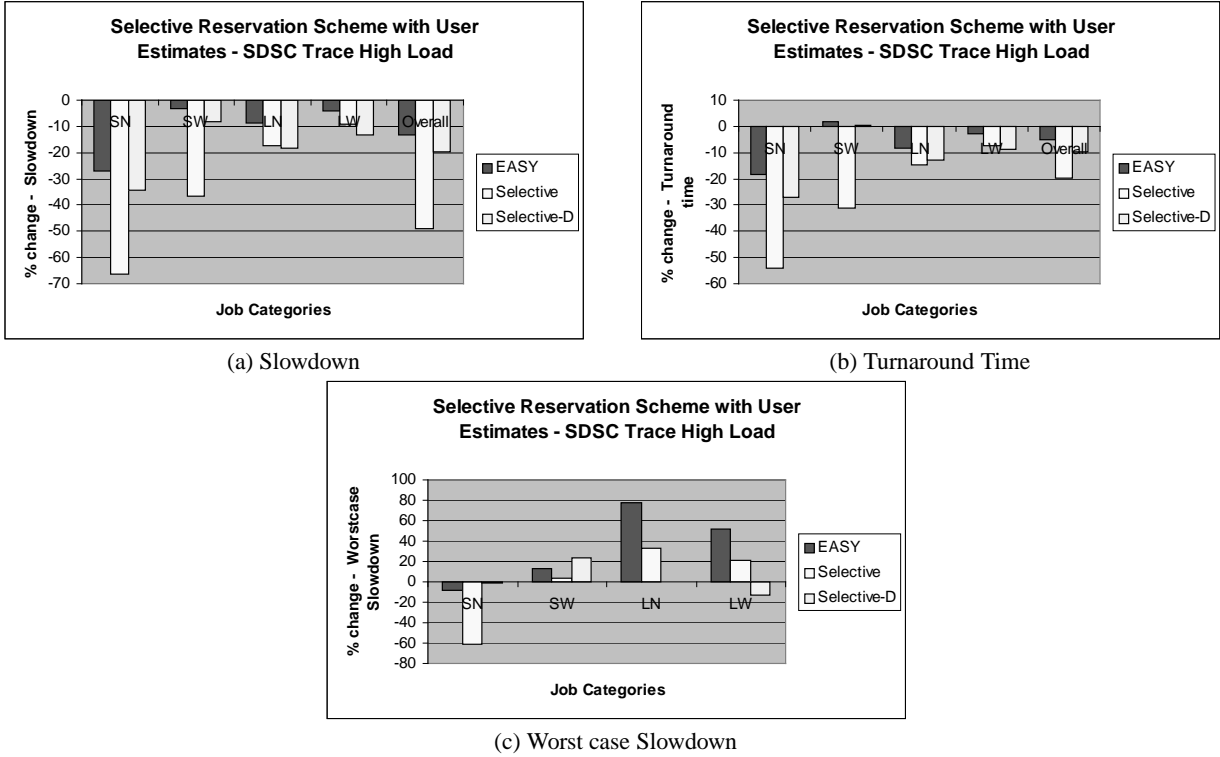 Selective Reservation Scheme with User
Estimates - SDSC Trace High Load
% change - Slowdown
0
-10
-20
-30
-40
-50
-60
-70
SN
SW
LN
LW
Overall
EASY
Selective
Selective-D
Job Categories
(a) Slowdown
Selective Reservation Scheme with User
Estimates - SDSC Trace High Load
% change - Turnaround
time
10
0
-10
-20
-30
-40
-50
-60
SN
SW
LN
LW
Overall
EASY
Selective
Selective-D
Job Categories
(b) Turnaround Time
Selective Reservation Scheme with User
Estimates - SDSC Trace High Load
% change - Worstcase
Slowdown
100
80
60
40
20
0
-20
-40
-60
-80
SN
SW
LN
LW
EASY
Selective
Selective-D
Job Categories
(c) Worst case Slowdown